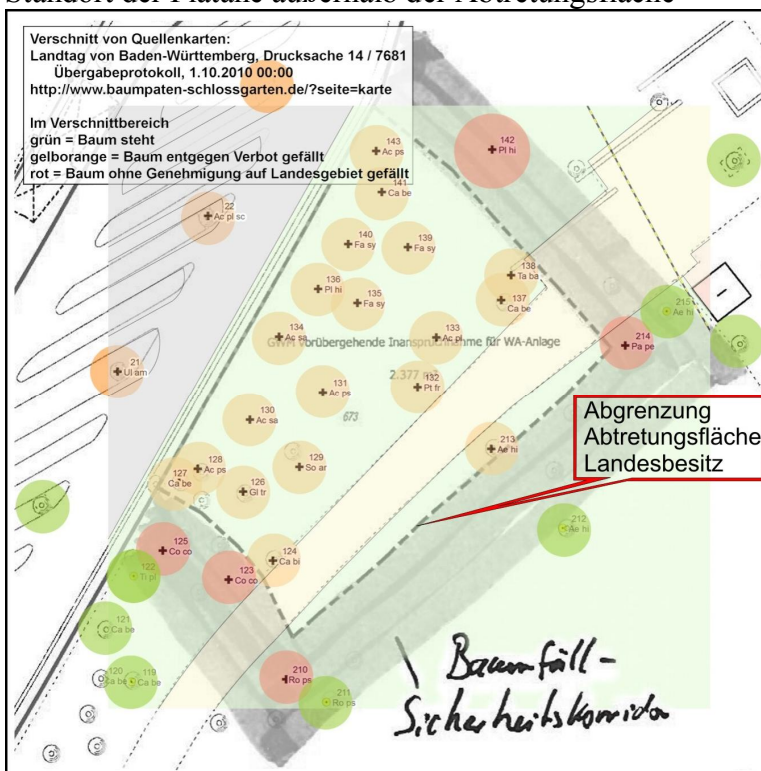 Standort der Platane außerhalb der Abtretungsfläche
Verschnitt von Quellenkarten:
Landtag von Baden-Württemberg, Drucksache 14 / 7681
Übergabeprotokoll, 1.10.2010 00:00
http://www.baumpaten-schlossgarten.de/?seite=karte
Im Verschnittbereich
grün = Baum steht
gelborange = Baum entgegen Verbot gefällt
rot = Baum ohne Genehmigung auf Landesgebiet gefällt
143
Ac ps
142
Pl hi
141
Ca be
22
Ac pl sc
140
Fa sy
139
Fa sy
138
Ta ba
136
Pl hi
135
Fa sy
137
Ca be
215
Ae hi
134
Ac sa
133
Ac pl
214
Pa pe
GWM vorübergehende Inanspruchnahme für WA-Anlage
2.377 m²
673
21
Ul am
131
Ac ps
132
Pt fr
130
Ac sa
Abgrenzung
Abtretungsfläche
Landesbesitz
213
Ae hi
129
So ar
128
Ac ps
127
Ca be
126
Gl tr
212
Ae hi
125
Co co
124
Ca bi
122
Ti pl
123
Co co
121
Ca be
120
Ca be
119
Ca be
210
Ro ps
211
Ro ps
Baumfäll-
Sicherheitskorridor